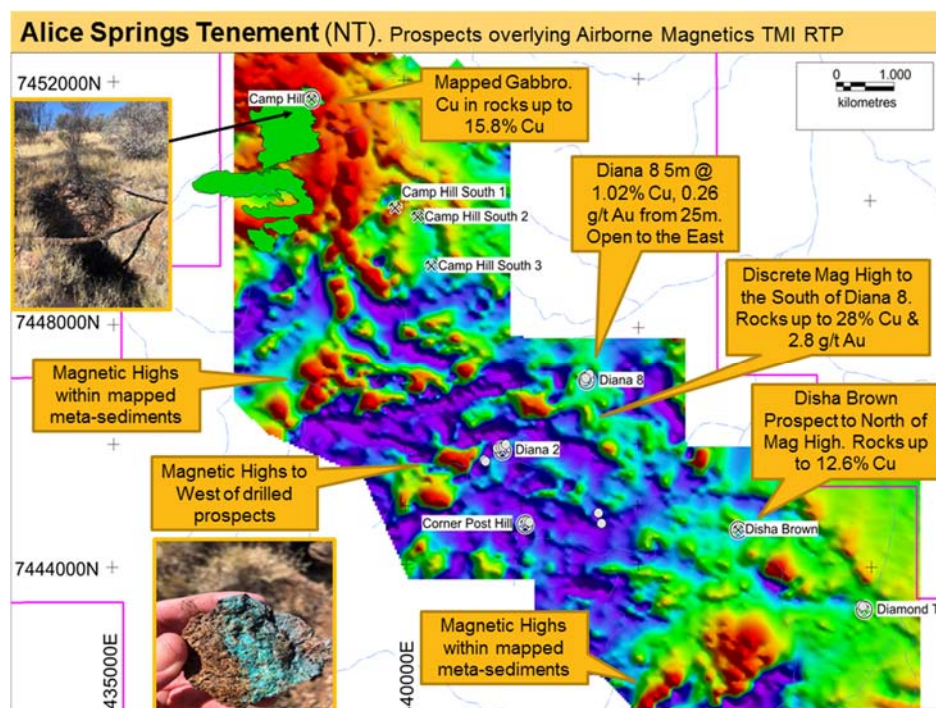 Alice Springs Tenement (NT). Prospects overlying Airborne Magnetics TMI RTP
7452000N
Camp Hill
Mapped Gabbro.
Cu in rocks up to
15.8% Cu
0 1.000
kilometres
Diana 8 5m @
1.02% Cu, 0.26
g/t Au from 25m.
Open to the East
Camp Hill South 1
Camp Hill South 2
Camp Hill South 3
Discrete Mag High to
the South of Diana 8.
Rocks up to 28% Cu &
2.8 g/t Au
7448000N
Magnetic Highs
within mapped
meta-sediments
Diana 8
Disha Brown
Prospect to North of
Mag High. Rocks up
to 12.6% Cu
Diana 2
Magnetic Highs to
West of drilled
prospects
Corner Post Hill
Disha Brown
7444000N
Diamond T
Magnetic Highs
within mapped
meta-sediments
435000E
40000E